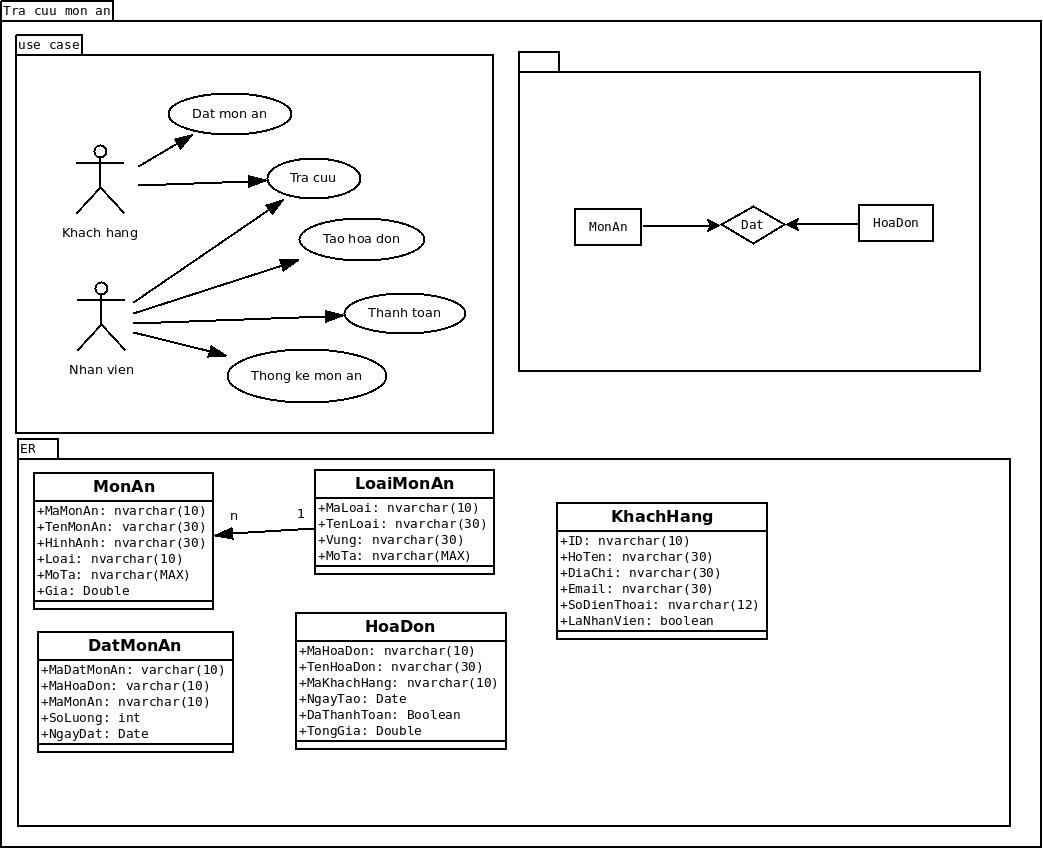 Tra cuu mon an
use case
Dat mon an
Tra cuu
Khach hang
Tao hoa don
Thanh toan
Nhan vien
Thong ke mon an
MonAn
Dat
HoaDon
ER
MonAn
+MaMonAn: nvarchar(10)
+TenMonAn: varchar(30)
+HinhAnh: nvarchar(30)
+Loai: nvarchar(10)
+MoTa: nvarchar(MAX)
+Gia: Double
n
1
LoaiMonAn
+MaLoai: nvarchar(10)
+TenLoai: nvarchar(30)
+Vung: nvarchar(30)
+MoTa: nvarchar(MAX)
KhachHang
+ID: nvarchar(10)
+HoTen: nvarchar(30)
+DiaChi: nvarchar(30)
+Email: nvarchar(30)
+SoDienThoai: nvarchar(12)
+LaNhanVien: boolean
DatMonAn
+MaDatMonAn: varchar(10)
+MaHoaDon: varchar(10)
+MaMonAn: nvarchar(10)
+SoLuong: int
+NgayDat: Date
HoaDon
+MaHoaDon: nvarchar(10)
+TenHoaDon: nvarchar(30)
+MaKhachHang: nvarchar(10)
+NgayTao: Date
+DaThanhToan: Boolean
+TongGia: Double